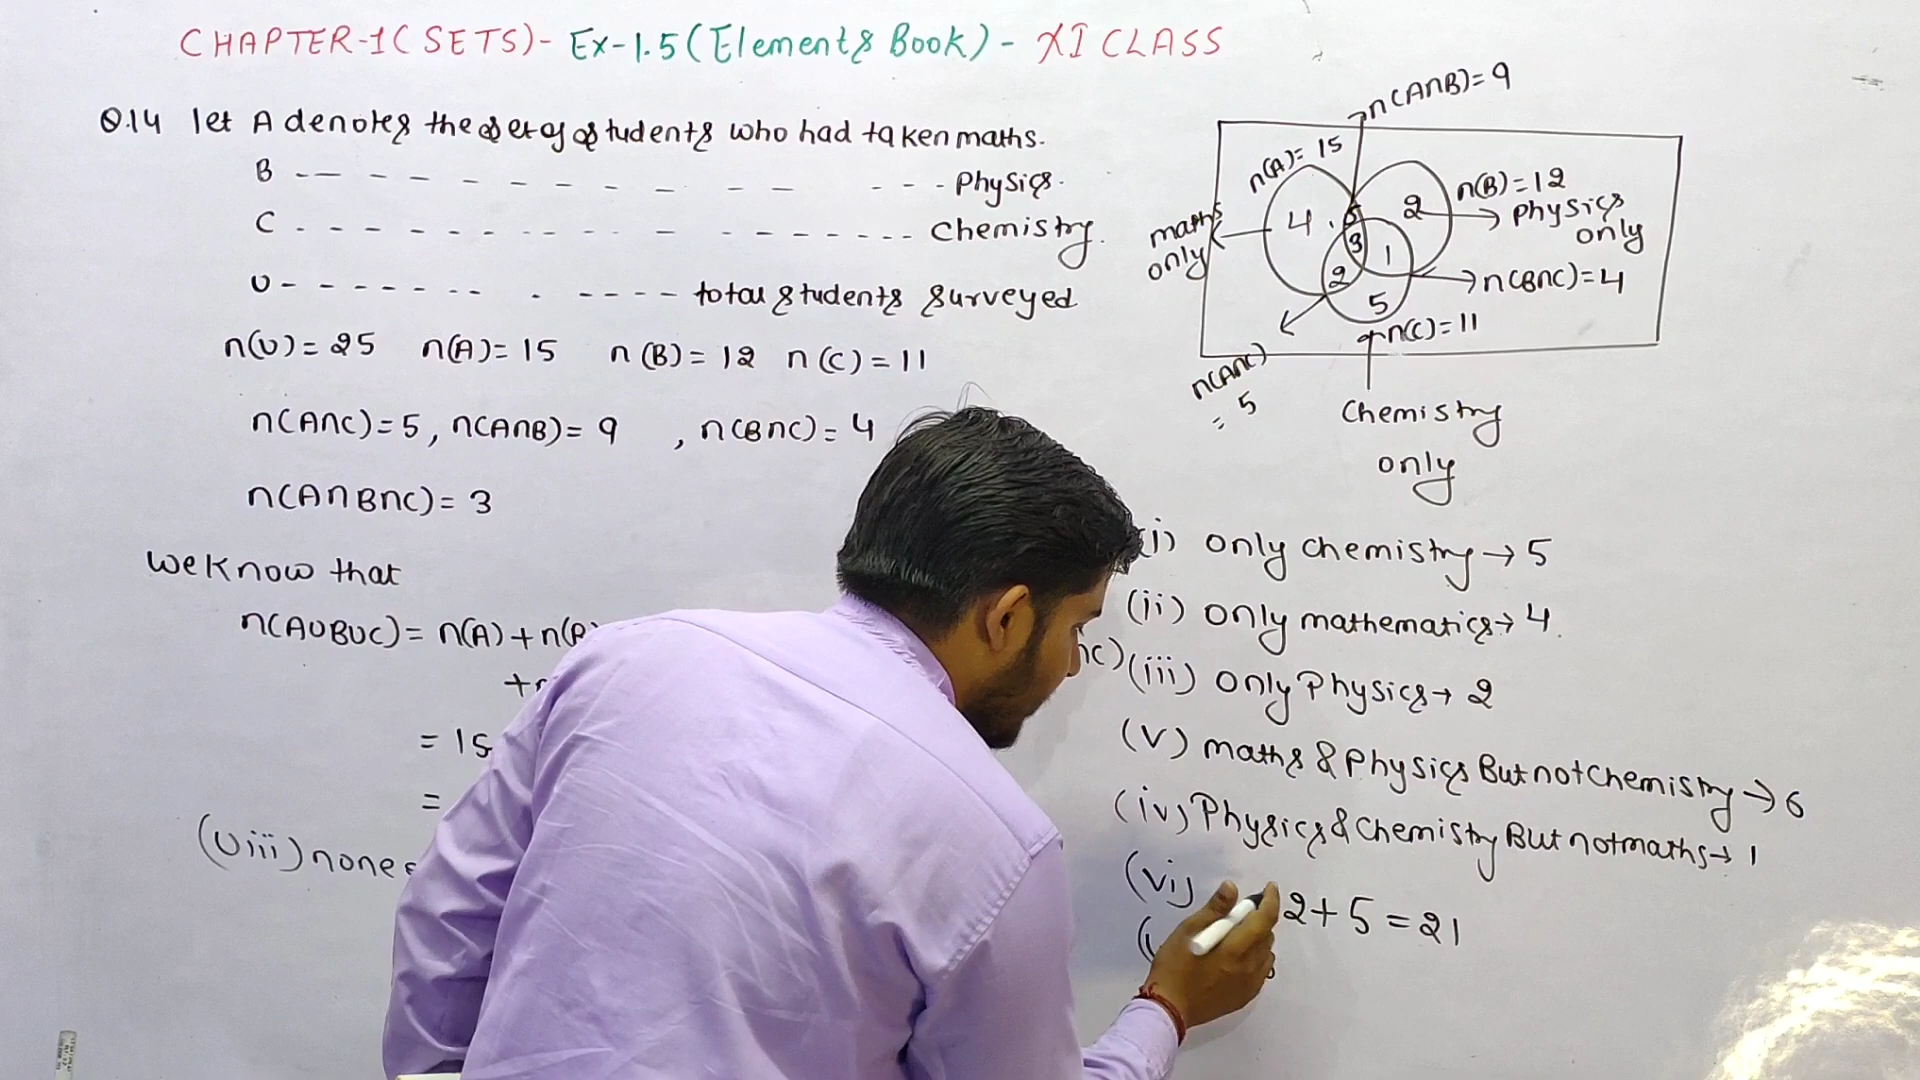 CHAPTER-1(SETS)- Ex-1.5(Elements Book)- XI CLASS
Q.14 let A denotes the set of students who had taken maths.
B - - - - - - - - - - - - - Physics.
C - - - - - - - - - - - - - Chemistry.
U - - - - - - - - - - - - total students surveyed
n(U)=25 n(A)=15 n(B)=12 n(C)=11
n(A∩C)=5, n(A∩B)=9 , n(B∩C)=4
n(A∩B∩C)=3
We know that
n(A∪B∪C)= n(A)+n(B)
= 15
=
(viii) none
n(A∩B)=9
n(A)=15
n(B)=12
maths only
4 5 2
3 1
2
5
Physics only
n(B∩C)=4
n(C)=11
n(A∩C) = 5
Chemistry only
(i) only chemistry→5
(ii) only mathematics→4.
(iii) only Physics→2
(v) maths & Physics But not Chemistry→6
(iv) Physics & Chemistry But not maths→1
(vi) 2+5=21